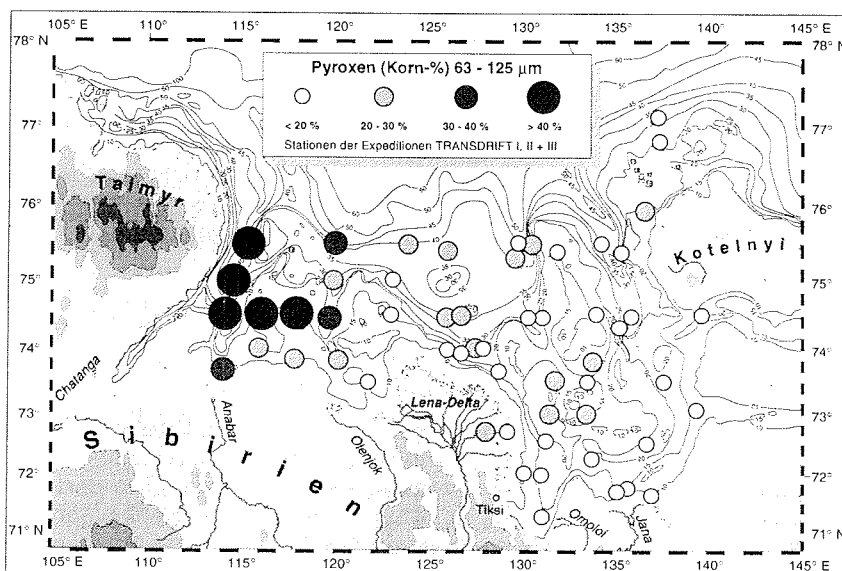 105° E 110° E 115° E 120° E 125° E 130° E 135° E 140° E 145° E
78° N 78° N
Pyroxen (Korn-%) 63 - 125 µm
< 20 % 20 - 30 % 30 - 40 % > 40 %
Stationen der Expeditionen TRANSDRIFT I, II + III
77° 77°
Taimyr
76° 76°
Kotelnyi
75° 75°
74° 74°
Chatanga
73° 73°
Anabar
Lena-Delta
Olenjok
Sibirien
72° 72°
Tiksi
Omoloi
Jana
71° N 71° N
105° E 110° E 115° E 120° E 125° E 130° E 135° E 140° E 145° E